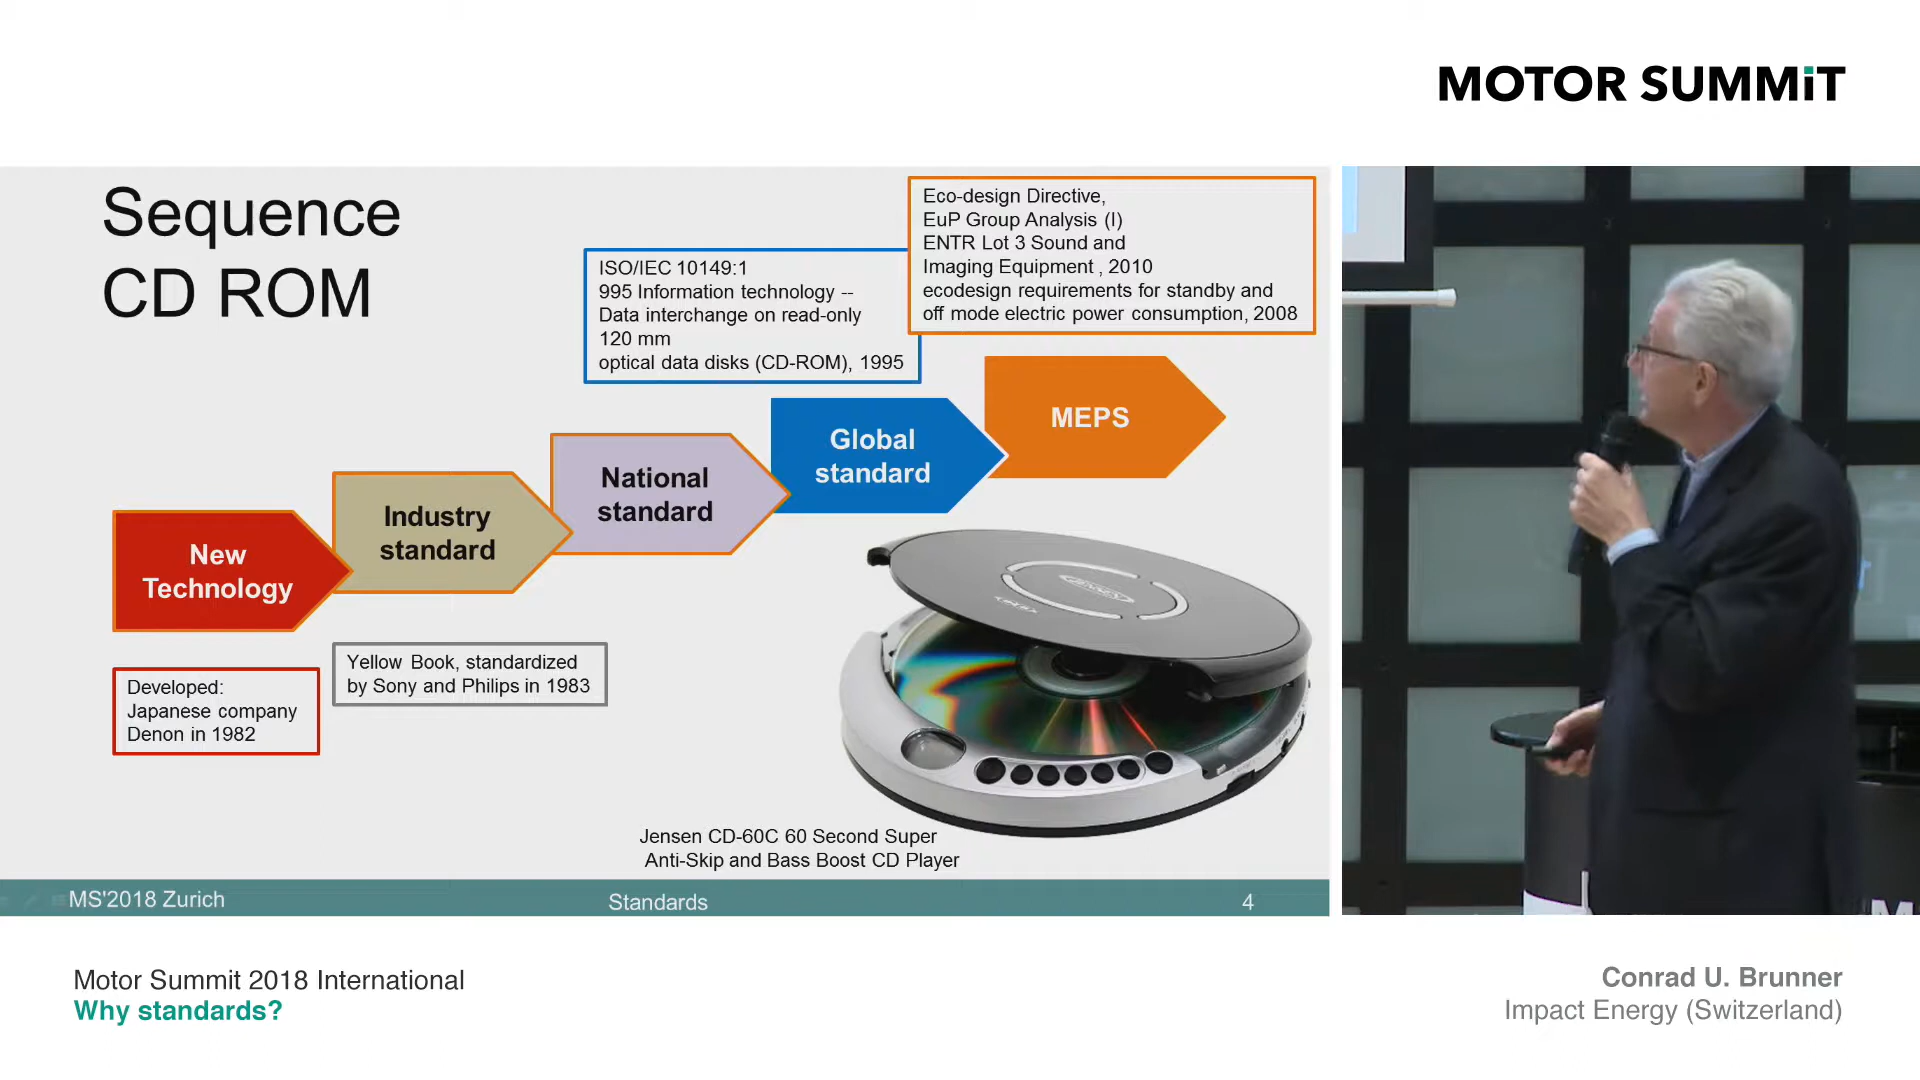 MOTOR SUMMiT
Sequence
CD ROM
Eco-design Directive,
EuP Group Analysis (I)
ENTR Lot 3 Sound and
Imaging Equipment , 2010
ecodesign requirements for standby and
off mode electric power consumption, 2008
ISO/IEC 10149:1
995 Information technology --
Data interchange on read-only
120 mm
optical data disks (CD-ROM), 1995
MEPS
Global
standard
National
standard
Industry
standard
New
Technology
JENSEN
Yellow Book, standardized
by Sony and Philips in 1983
Developed:
Japanese company
Denon in 1982
Jensen CD-60C 60 Second Super
Anti-Skip and Bass Boost CD Player
MS'2018 Zurich
Standards
4
M
Motor Summit 2018 International
Why standards?
Conrad U. Brunner
Impact Energy (Switzerland)